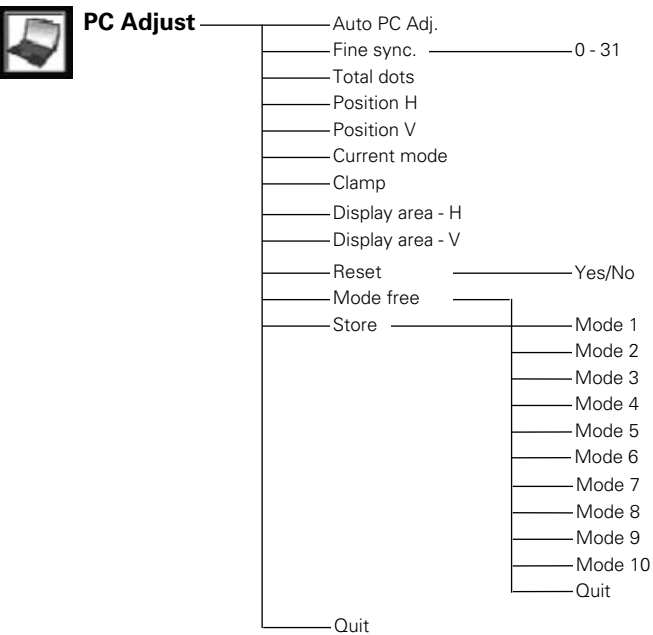 PC Adjust
Auto PC Adj.
Fine sync. 0 - 31
Total dots
Position H
Position V
Current mode
Clamp
Display area - H
Display area - V
Reset Yes/No
Mode free
Store Mode 1
Mode 2
Mode 3
Mode 4
Mode 5
Mode 6
Mode 7
Mode 8
Mode 9
Mode 10
Quit
Quit